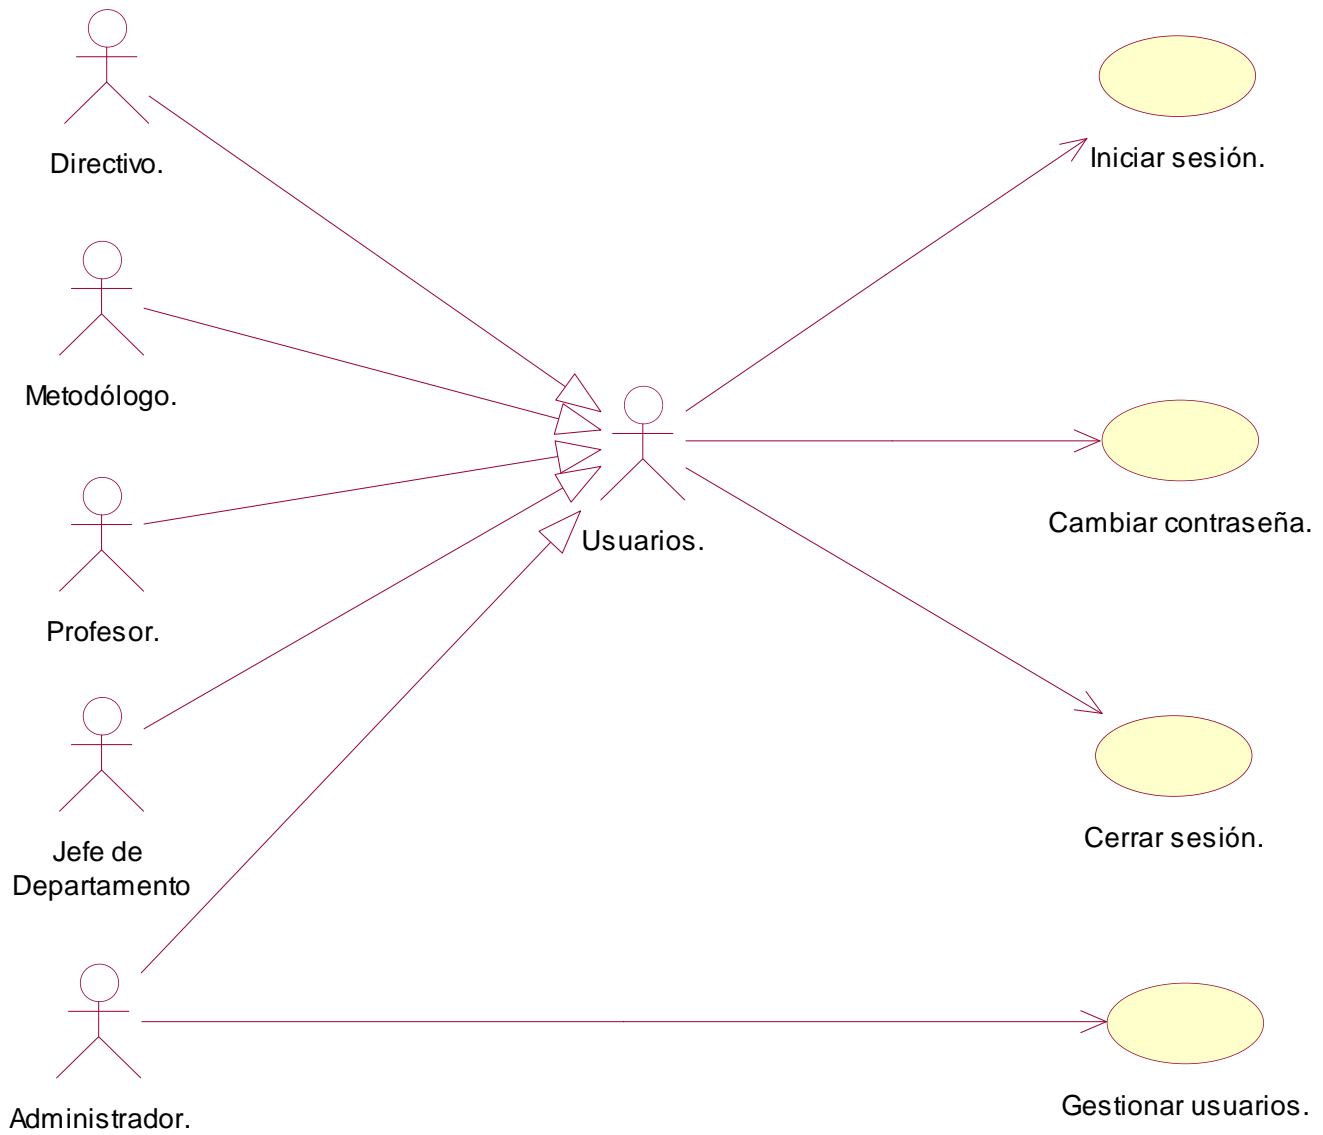 Directivo.
Iniciar sesión.
Metodólogo.
Cambiar contraseña.
Usuarios.
Profesor.
Cerrar sesión.
Jefe de
Departamento
Gestionar usuarios.
Administrador.